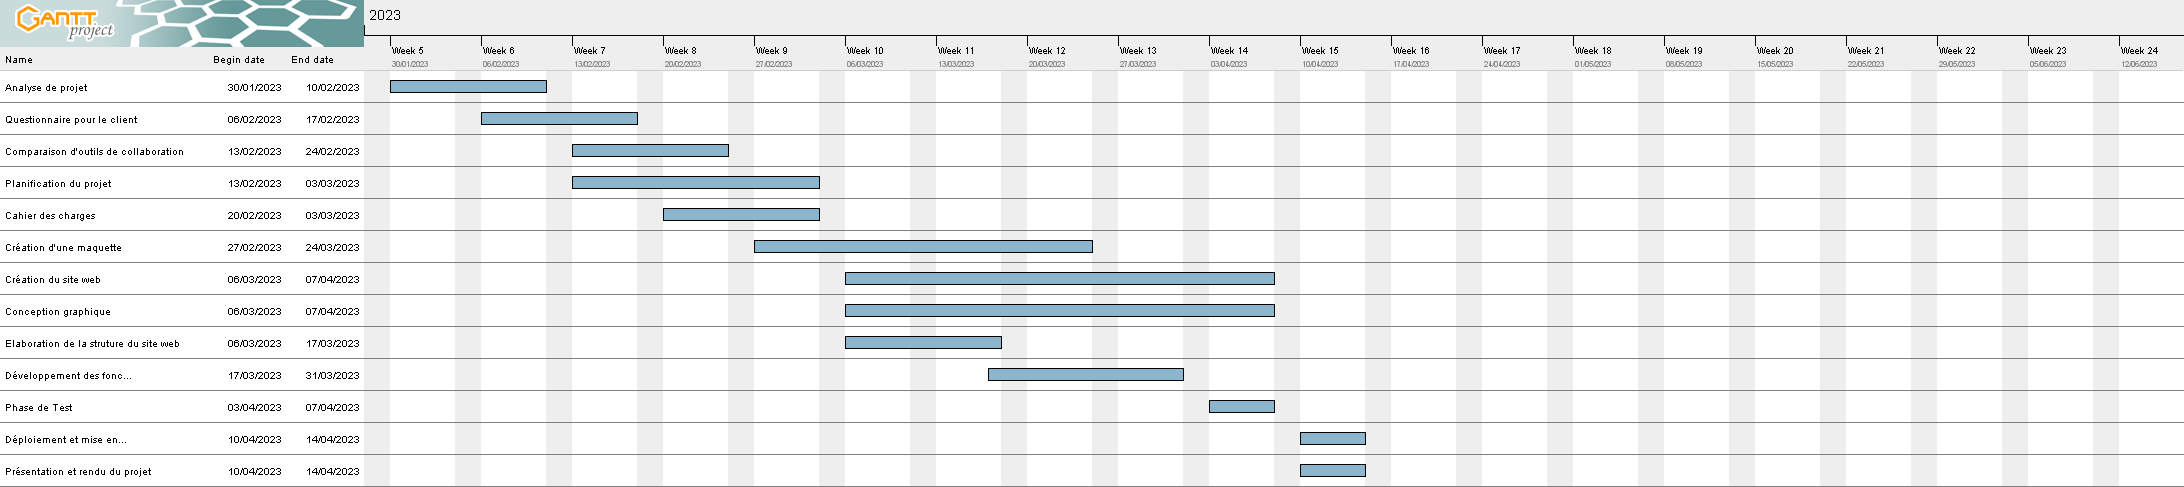 GANTT
project
2023
Week 5 Week 6 Week 7 Week 8 Week 9 Week 10 Week 11 Week 12 Week 13 Week 14 Week 15 Week 16 Week 17 Week 18 Week 19 Week 20 Week 21 Week 22 Week 23 Week 24
Name Begin date End date
30/01/2023 06/02/2023 13/02/2023 20/02/2023 27/02/2023 06/03/2023 13/03/2023 20/03/2023 27/03/2023 03/04/2023 10/04/2023 17/04/2023 24/04/2023 01/05/2023 08/05/2023 15/05/2023 22/05/2023 29/05/2023 05/06/2023 12/06/2023
Analyse de projet 30/01/2023 10/02/2023
Questionnaire pour le client 06/02/2023 17/02/2023
Comparaison d'outils de collaboration 13/02/2023 24/02/2023
Planification du projet 13/02/2023 03/03/2023
Cahier des charges 20/02/2023 03/03/2023
Création d'une maquette 27/02/2023 24/03/2023
Création du site web 06/03/2023 07/04/2023
Conception graphique 06/03/2023 07/04/2023
Elaboration de la struture du site web 06/03/2023 17/03/2023
Développement des fonc... 17/03/2023 31/03/2023
Phase de Test 03/04/2023 07/04/2023
Déploiement et mise en... 10/04/2023 14/04/2023
Présentation et rendu du projet 10/04/2023 14/04/2023